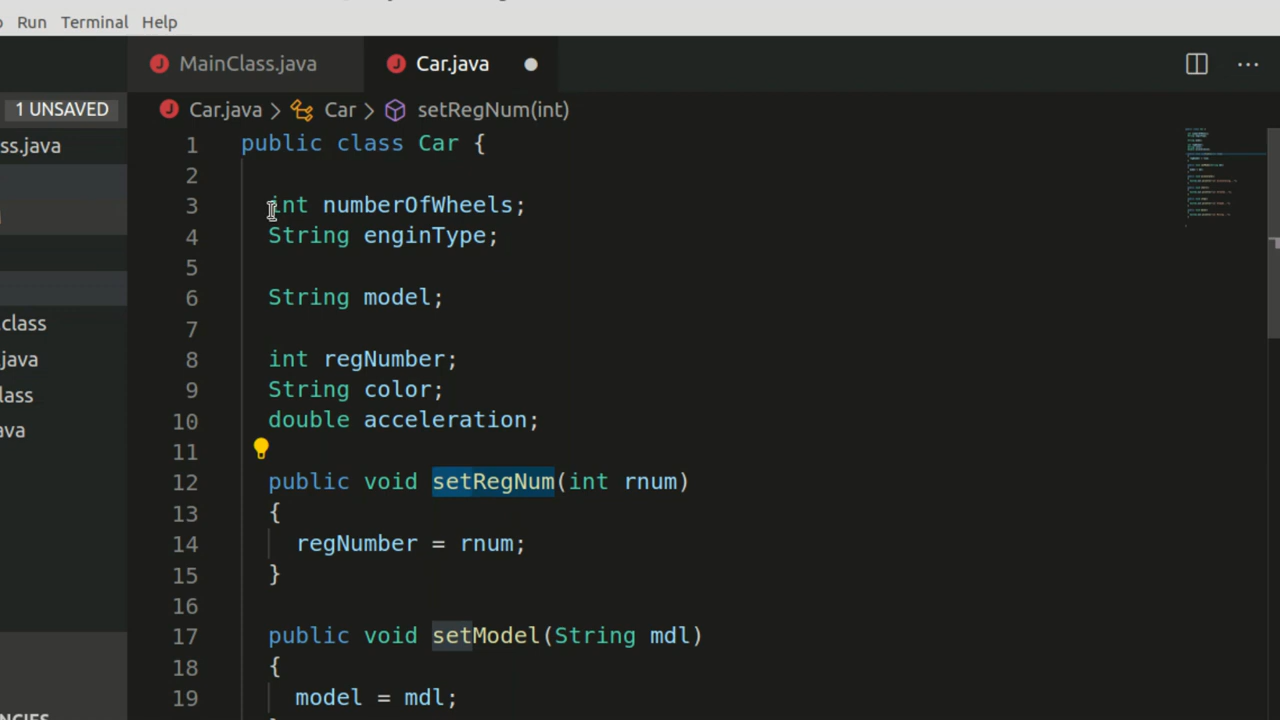 Run Terminal Help
MainClass.java Car.java
1 UNSAVED
Car.java > Car > setRegNum(int)
ss.java
.class
.java
lass
ava
1 public class Car {
2
3 int numberOfWheels;
4 String enginType;
5
6 String model;
7
8 int regNumber;
9 String color;
10 double acceleration;
11
12 public void setRegNum(int rnum)
13 {
14 regNumber = rnum;
15 }
16
17 public void setModel(String mdl)
18 {
19 model = mdl;